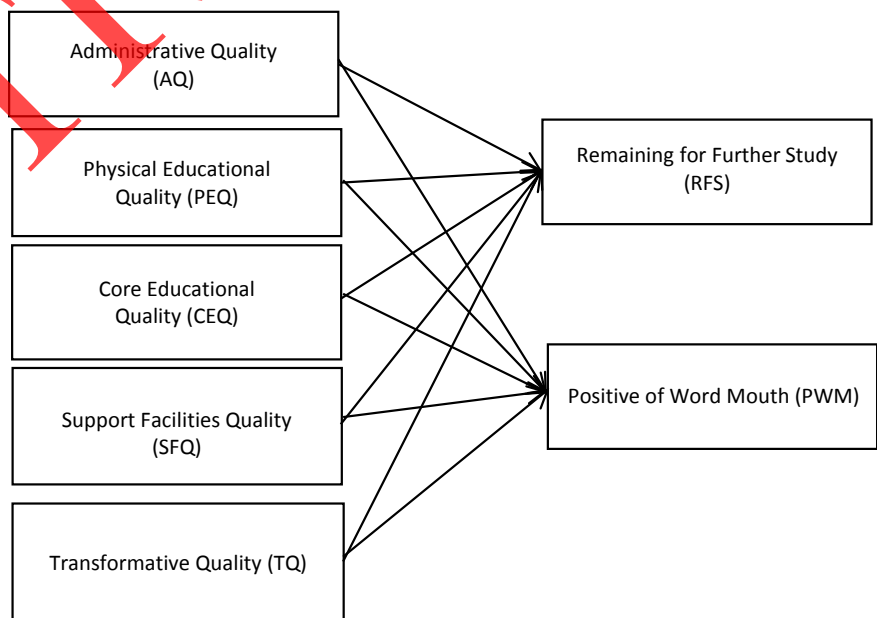 Administrative Quality
(AQ)
Physical Educational
Quality (PEQ)
Core Educational
Quality (CEQ)
Support Facilities Quality
(SFQ)
Transformative Quality (TQ)
Remaining for Further Study
(RFS)
Positive of Word Mouth (PWM)